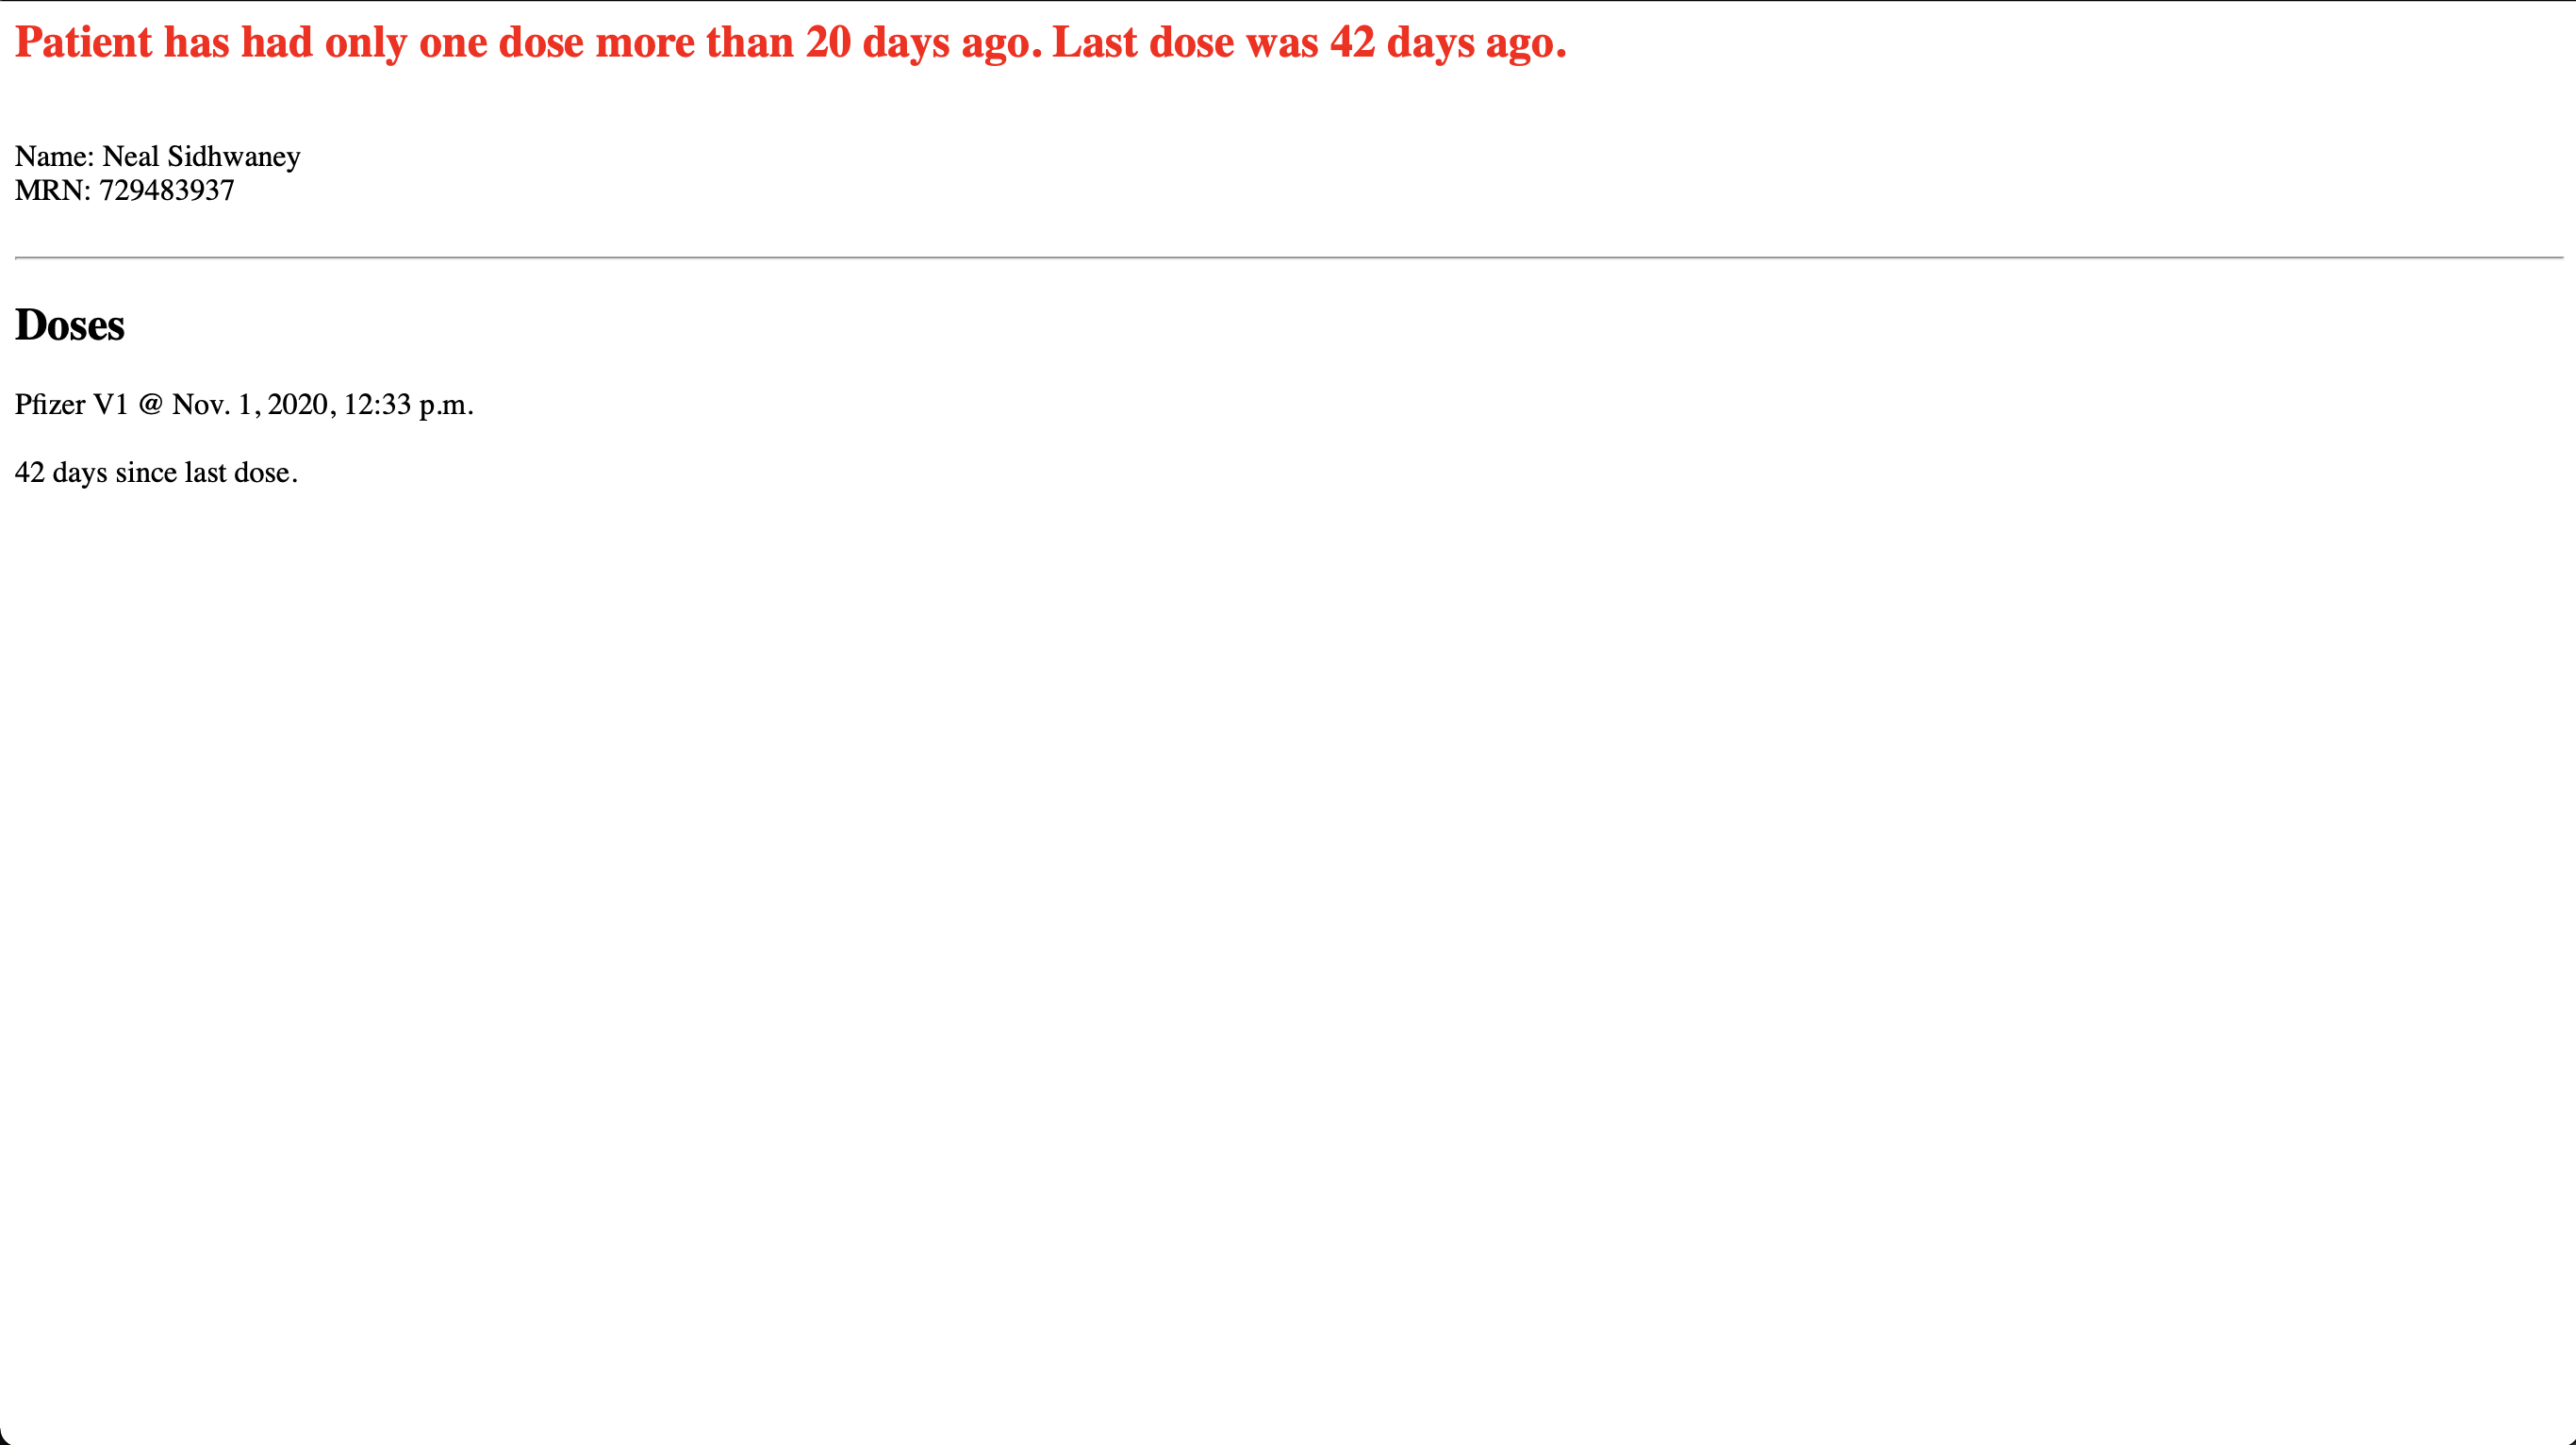 Patient has had only one dose more than 20 days ago. Last dose was 42 days ago.
Name: Neal Sidhwaney
MRN: 729483937
Doses
Pfizer V1 @ Nov. 1, 2020, 12:33 p.m.
42 days since last dose.